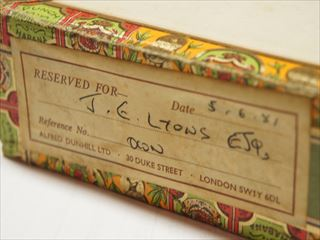 RESERVED FOR— Date 5.6.81
J. E. LYONS ESQ,
Reference No. DON
ALFRED DUNHILL LTD · 30 DUKE STREET · LONDON SW1Y 6DL
HABANA